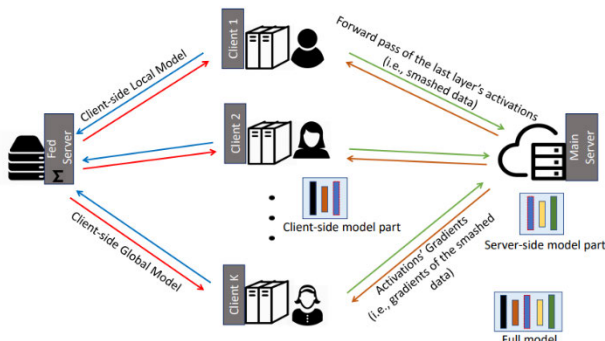 Client 1
Client-side Local Model
Forward pass of the last layer's activations
(i.e., smashed data)
Fed
Server
Σ
Client 2
Main
Server
Client-side model part
Server-side model part
Client-side Global Model
Activations' Gradients
(i.e., gradients of the smashed
data)
Client K
Full model